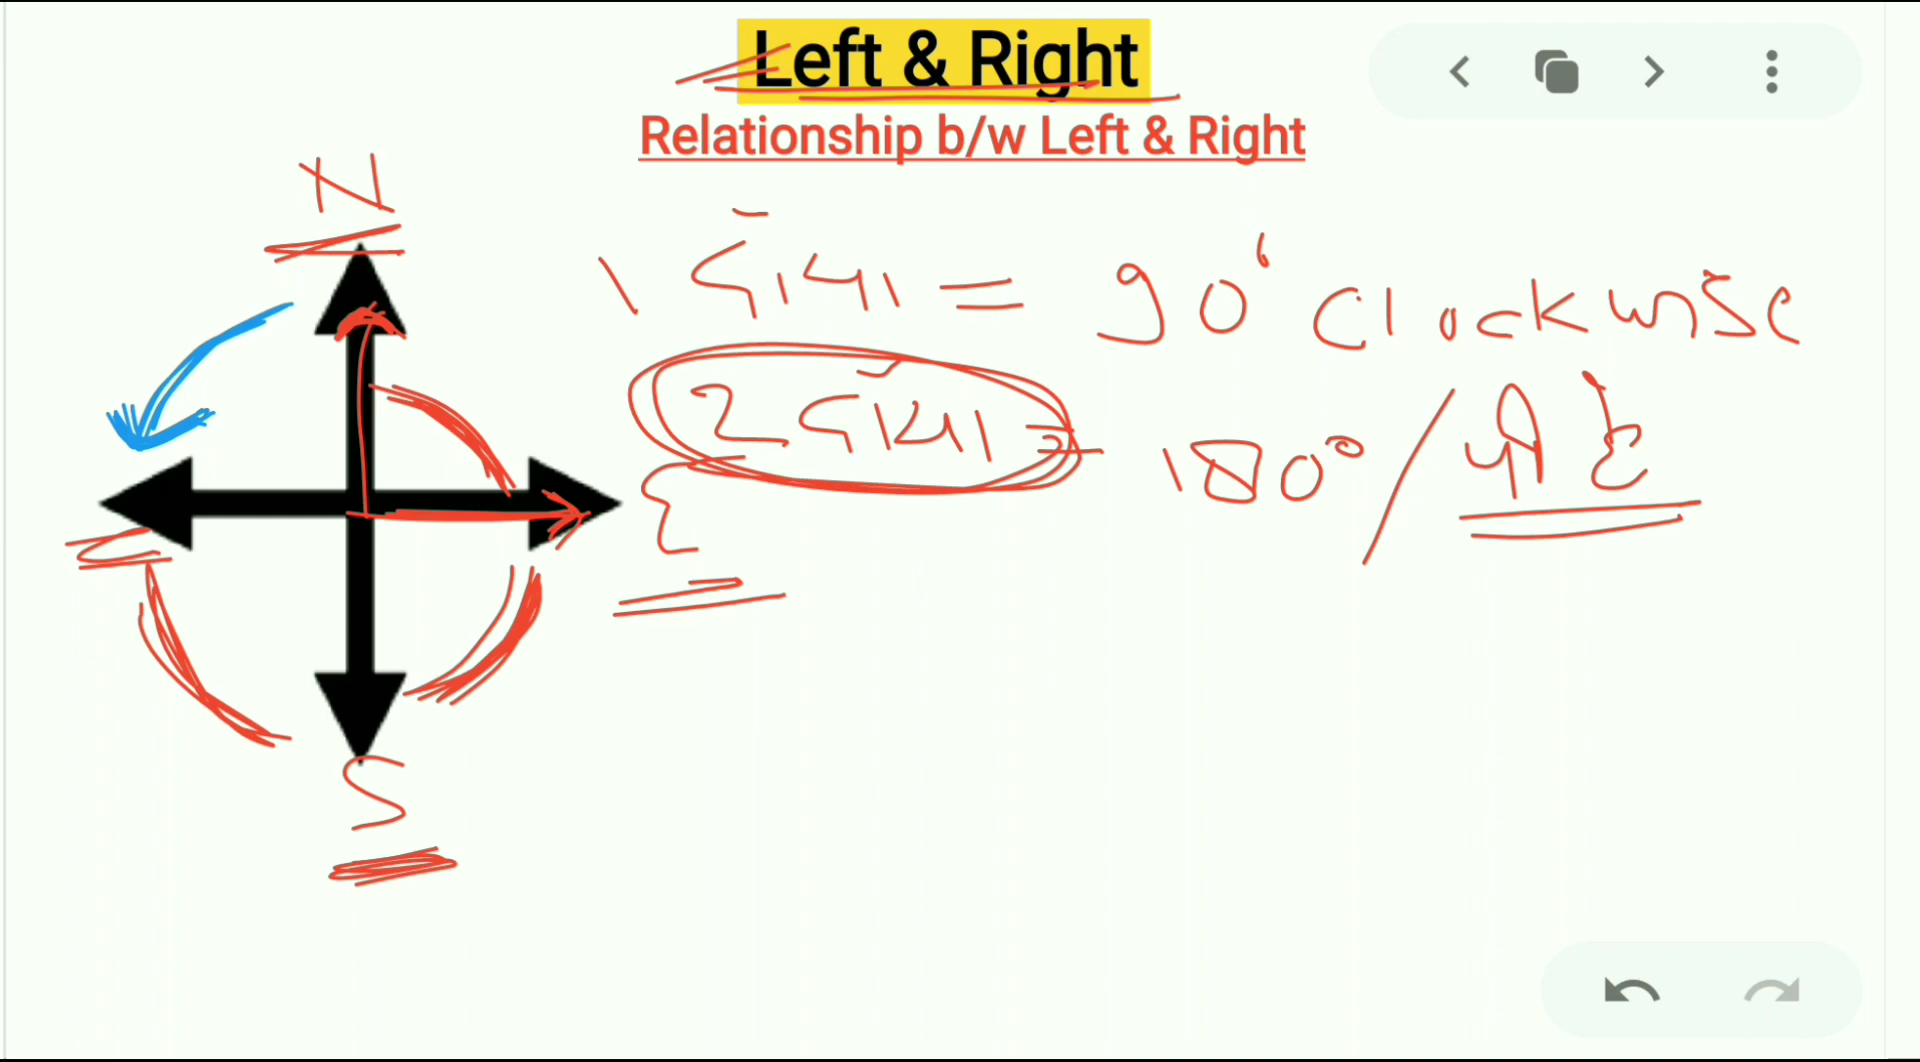 Left & Right
Relationship b/w Left & Right
N
1 = 90° Clockwise
2 = 180° / पीछे
S